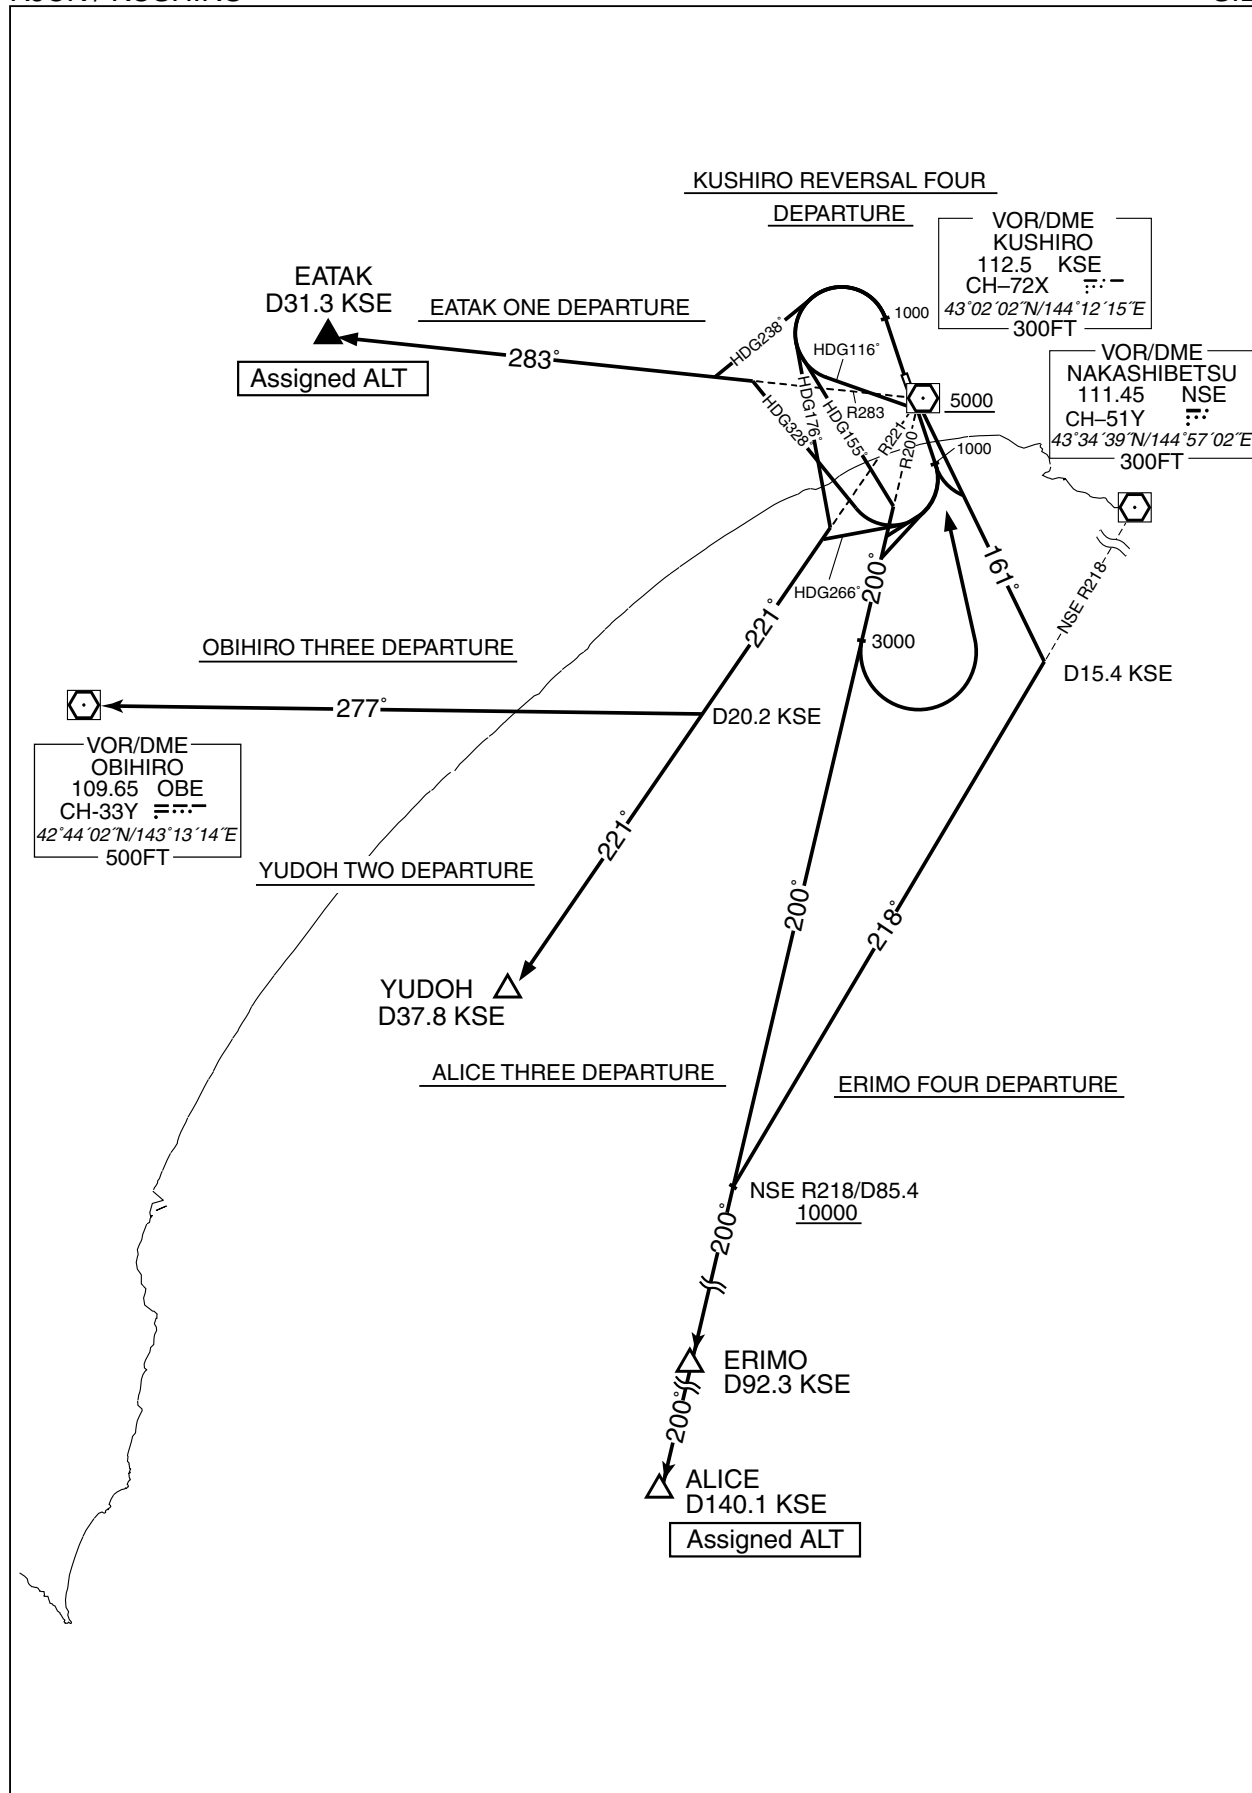 KUSHIRO REVERSAL FOUR
DEPARTURE
VOR/DME
KUSHIRO
112.5 KSE
CH–72X
43°02´02˝N/144°12´15˝E
300FT
EATAK
D31.3 KSE
EATAK ONE DEPARTURE
1000
HDG238°
HDG116°
283°
Assigned ALT
VOR/DME
NAKASHIBETSU
111.45 NSE
CH–51Y
43°34´39˝N/144°57´02˝E
300FT
5000
R283
HDG176°
HDG155°
HDG328°
R221
R200
1000
161°
200°
HDG266°
NSE R218
221°
3000
OBIHIRO THREE DEPARTURE
D15.4 KSE
277°
D20.2 KSE
VOR/DME
OBIHIRO
109.65 OBE
CH-33Y
42°44´02˝N/143°13´14˝E
500FT
221°
YUDOH TWO DEPARTURE
200°
218°
YUDOH
D37.8 KSE
ALICE THREE DEPARTURE
ERIMO FOUR DEPARTURE
NSE R218/D85.4
10000
200°
ERIMO
D92.3 KSE
200°
ALICE
D140.1 KSE
Assigned ALT